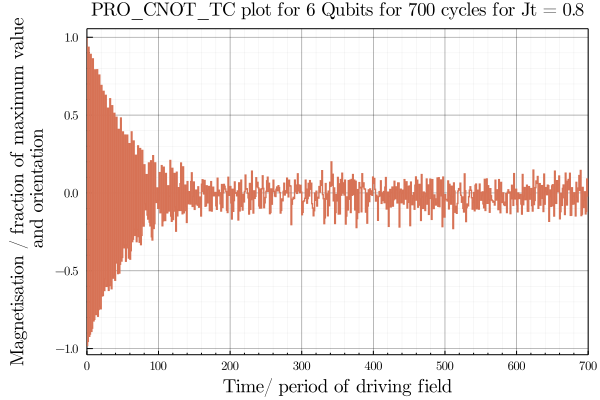 PRO_CNOT_TC plot for 6 Qubits for 700 cycles for Jt = 0.8
Magnetisation / fraction of maximum value
and orientation
1.0
0.5
0.0
−0.5
−1.0
0 100 200 300 400 500 600 700
Time/ period of driving field